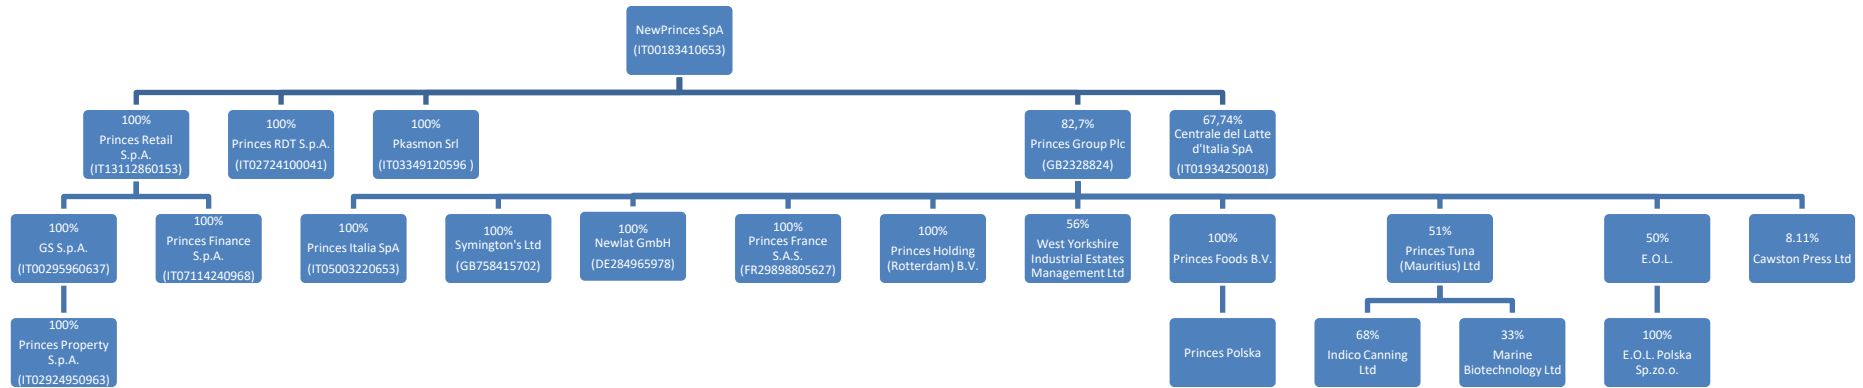 NewPrinces SpA
(IT00183410653)
100%
Princes Retail
S.p.A.
(IT13112860153)
100%
Princes RDT S.p.A.
(IT02724100041)
100%
Pkasmon Srl
(IT03349120596 )
82,7%
Princes Group Plc
(GB2328824)
67,74%
Centrale del Latte
d'Italia SpA
(IT01934250018)
100%
GS S.p.A.
(IT00295960637)
100%
Princes Finance
S.p.A.
(IT07114240968)
100%
Princes Italia SpA
(IT05003220653)
100%
Symington's Ltd
(GB758415702)
100%
Newlat GmbH
(DE284965978)
100%
Princes France
S.A.S.
(FR29898805627)
100%
Princes Holding
(Rotterdam) B.V.
56%
West Yorkshire
Industrial Estates
Management Ltd
100%
Princes Foods B.V.
51%
Princes Tuna
(Mauritius) Ltd
50%
E.O.L.
8.11%
Cawston Press Ltd
100%
Princes Property
S.p.A.
(IT02924950963)
Princes Polska
68%
Indico Canning
Ltd
33%
Marine
Biotechnology Ltd
100%
E.O.L. Polska
Sp.zo.o.